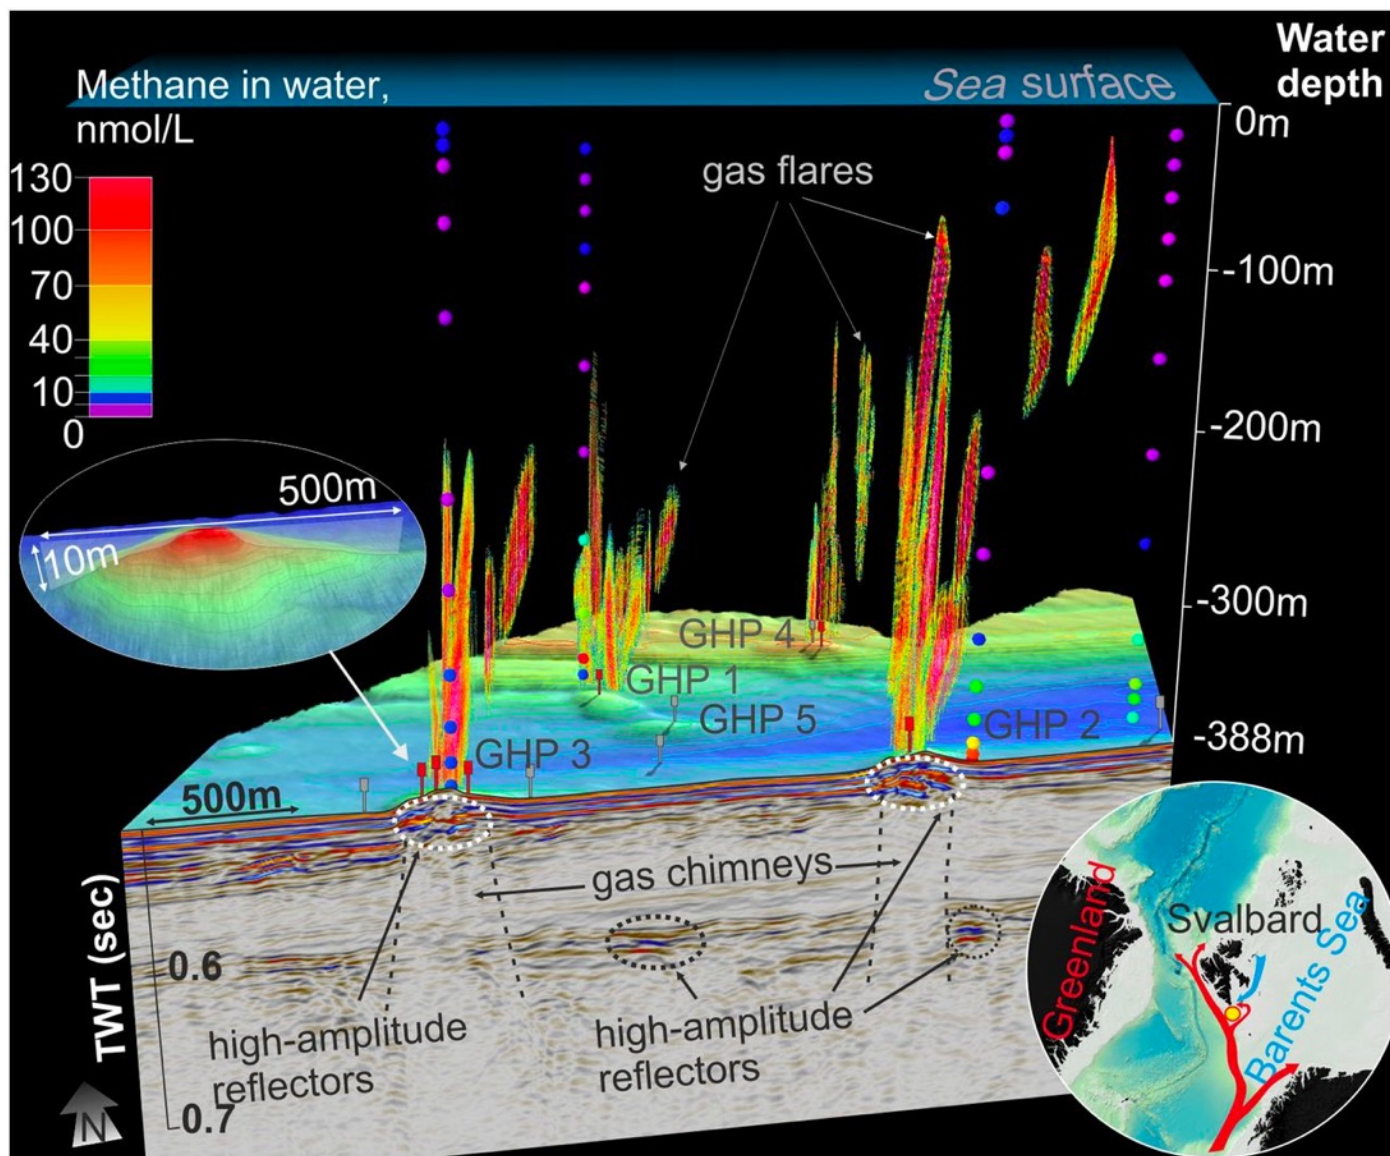 Water
depth
Methane in water,
nmol/L
Sea surface
0m
130
100
70
40
10
0
gas flares
-100m
-200m
-300m
-388m
500m
10m
GHP 4
GHP 1
GHP 5
GHP 2
GHP 3
500m
gas chimneys
TWT (sec)
0.6
0.7
high-amplitude
reflectors
high-amplitude
reflectors
N
Greenland
Svalbard
Barents Sea